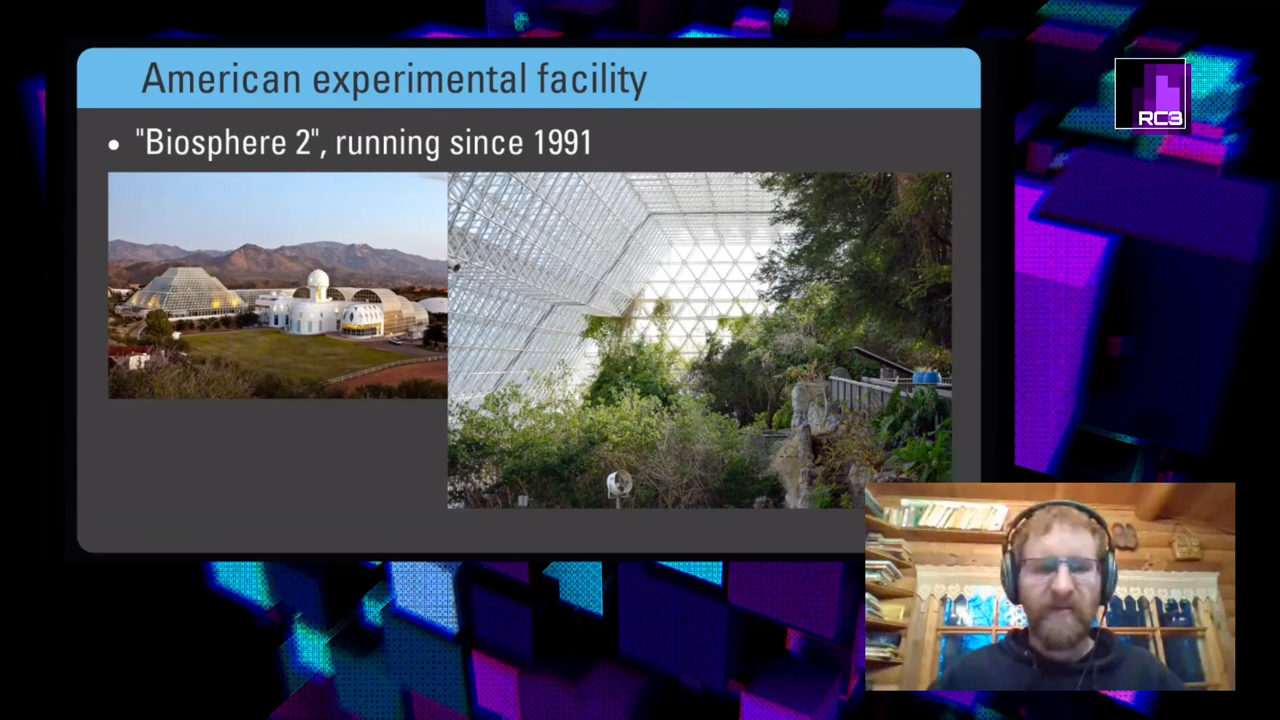 American experimental facility
• "Biosphere 2", running since 1991
RC3